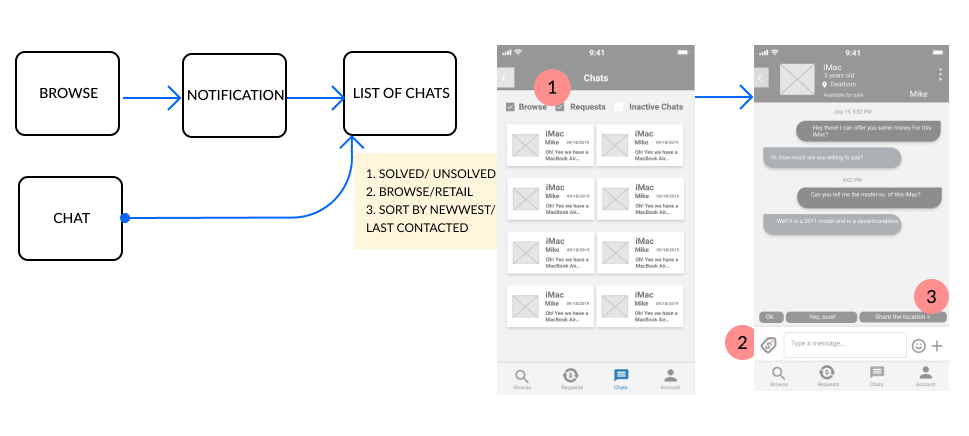 BROWSE
NOTIFICATION
LIST OF CHATS
CHAT
1. SOLVED/ UNSOLVED
2. BROWSE/RETAIL
3. SORT BY NEWWEST/
LAST CONTACTED
9:41
Chats
1
Browse Requests Inactive Chats
iMac
Mike 09/18/2019
Oh! Yes we have a
MacBook Air...
iMac
Mike 09/18/2019
Oh! Yes we have a
MacBook Air...
iMac
Mike 09/18/2019
Oh! Yes we have a
MacBook Air...
iMac
Mike 09/18/2019
Oh! Yes we have a
MacBook Air...
iMac
Mike 09/18/2019
Oh! Yes we have a
MacBook Air...
iMac
Mike 09/18/2019
Oh! Yes we have a
MacBook Air...
iMac
Mike 09/18/2019
Oh! Yes we have a
MacBook Air...
iMac
Mike 09/18/2019
Oh! Yes we have a
MacBook Air...
Browse Requests Chats Account
9:41
iMac
3 years old
Dearborn
Available for sale
Mike
July 19, 5:02 PM
Hey there! I can offer you some money For this
iMac?
Hi, how much are you willing to pay?
4:02 PM
Can you tell me the model no. of this iMac?
Well it is a 2011 model and in a decentcondition
3
Ok. Yes, sure! Share the location >
2
Type a message...
Browse Requests Chats Account